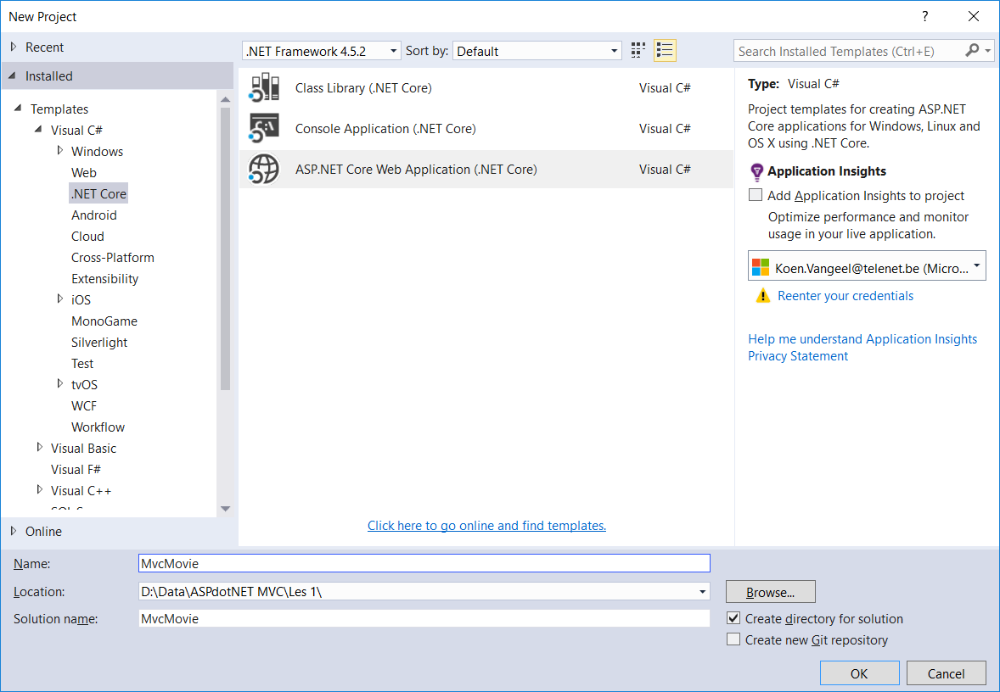 New Project
?
Recent
Installed
.NET Framework 4.5.2
Sort by:
Default
Search Installed Templates (Ctrl+E)
Templates
Visual C#
Windows
Web
.NET Core
Android
Cloud
Cross-Platform
Extensibility
iOS
MonoGame
Silverlight
Test
tvOS
WCF
Workflow
Visual Basic
Visual F#
Visual C++
Online
Class Library (.NET Core) Visual C#
Console Application (.NET Core) Visual C#
ASP.NET Core Web Application (.NET Core) Visual C#
Click here to go online and find templates.
Type: Visual C#
Project templates for creating ASP.NET
Core applications for Windows, Linux and
OS X using .NET Core.
Application Insights
Add Application Insights to project
Optimize performance and monitor
usage in your live application.
Koen.Vangeel@telenet.be (Micro...
Reenter your credentials
Help me understand Application Insights
Privacy Statement
Name: MvcMovie
Location: D:\Data\ASPdotNET MVC\Les 1\
Browse...
Solution name: MvcMovie
Create directory for solution
Create new Git repository
OK
Cancel